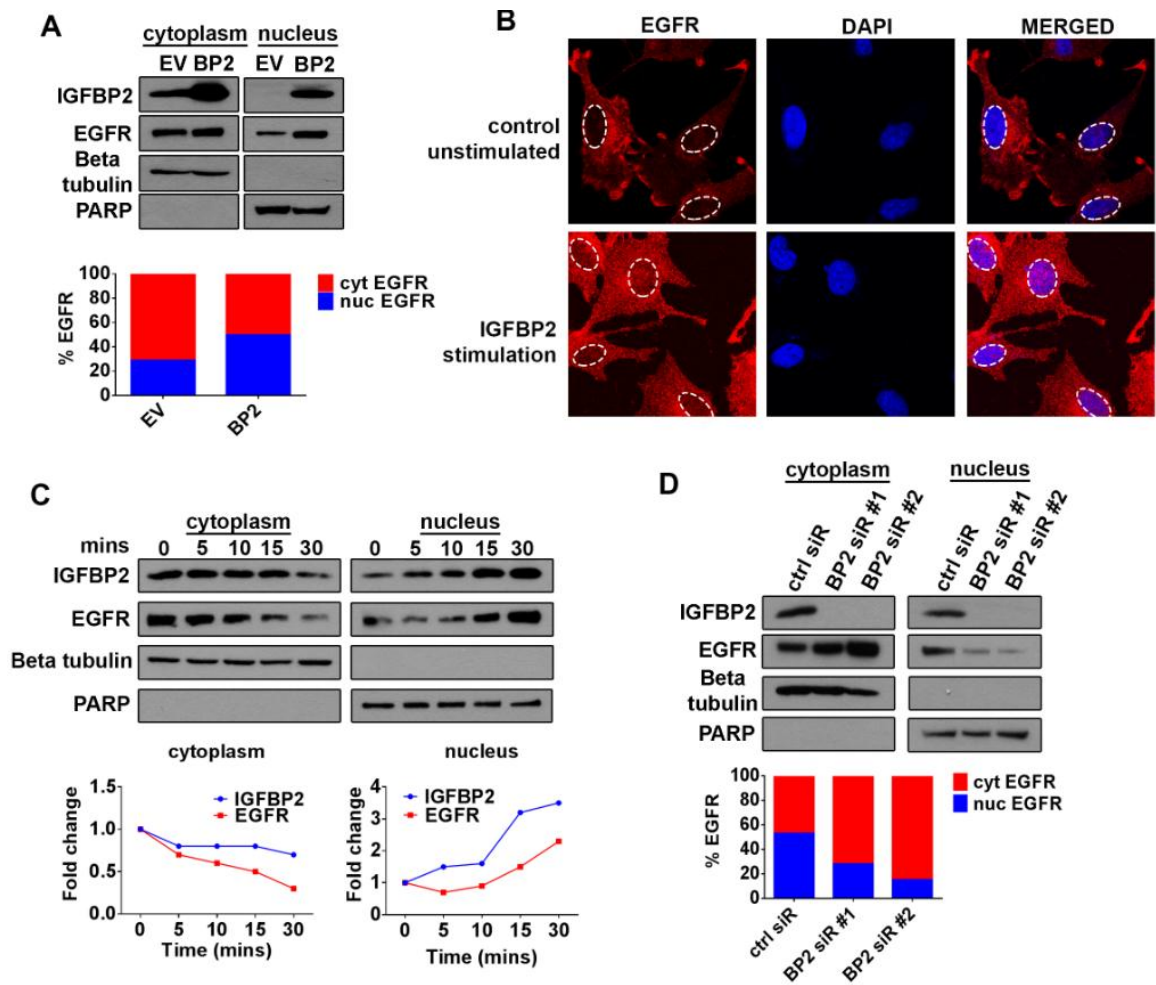 A
cytoplasm nucleus
EV BP2 EV BP2
IGFBP2
EGFR
Beta
tubulin
PARP
100
80
60
40
20
0
% EGFR
cyt EGFR
nuc EGFR
EV
BP2
B
EGFR DAPI MERGED
control
unstimulated
IGFBP2
stimulation
C
cytoplasm nucleus
mins 0 5 10 15 30 0 5 10 15 30
IGFBP2
EGFR
Beta tubulin
PARP
cytoplasm
1.5
1.0
0.5
0.0
Fold change
IGFBP2
EGFR
0 5 10 15 30
Time (mins)
nucleus
4
3
2
1
0
Fold change
IGFBP2
EGFR
0 5 10 15 30
Time (mins)
D
cytoplasm nucleus
ctrl siR BP2 siR #1 BP2 siR #2 ctrl siR BP2 siR #1 BP2 siR #2
IGFBP2
EGFR
Beta
tubulin
PARP
100
80
60
40
20
0
% EGFR
cyt EGFR
nuc EGFR
ctrl siR
BP2 siR #1
BP2 siR #2